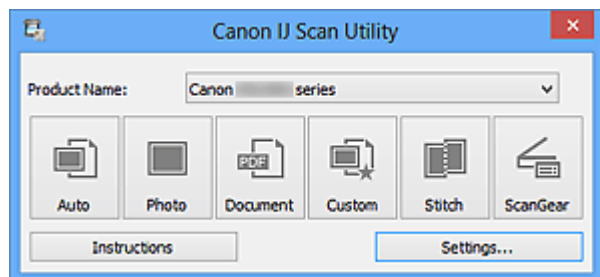 Canon IJ Scan Utility
Product Name: Canon series
PDF
Auto Photo Document Custom Stitch ScanGear
Instructions Settings...